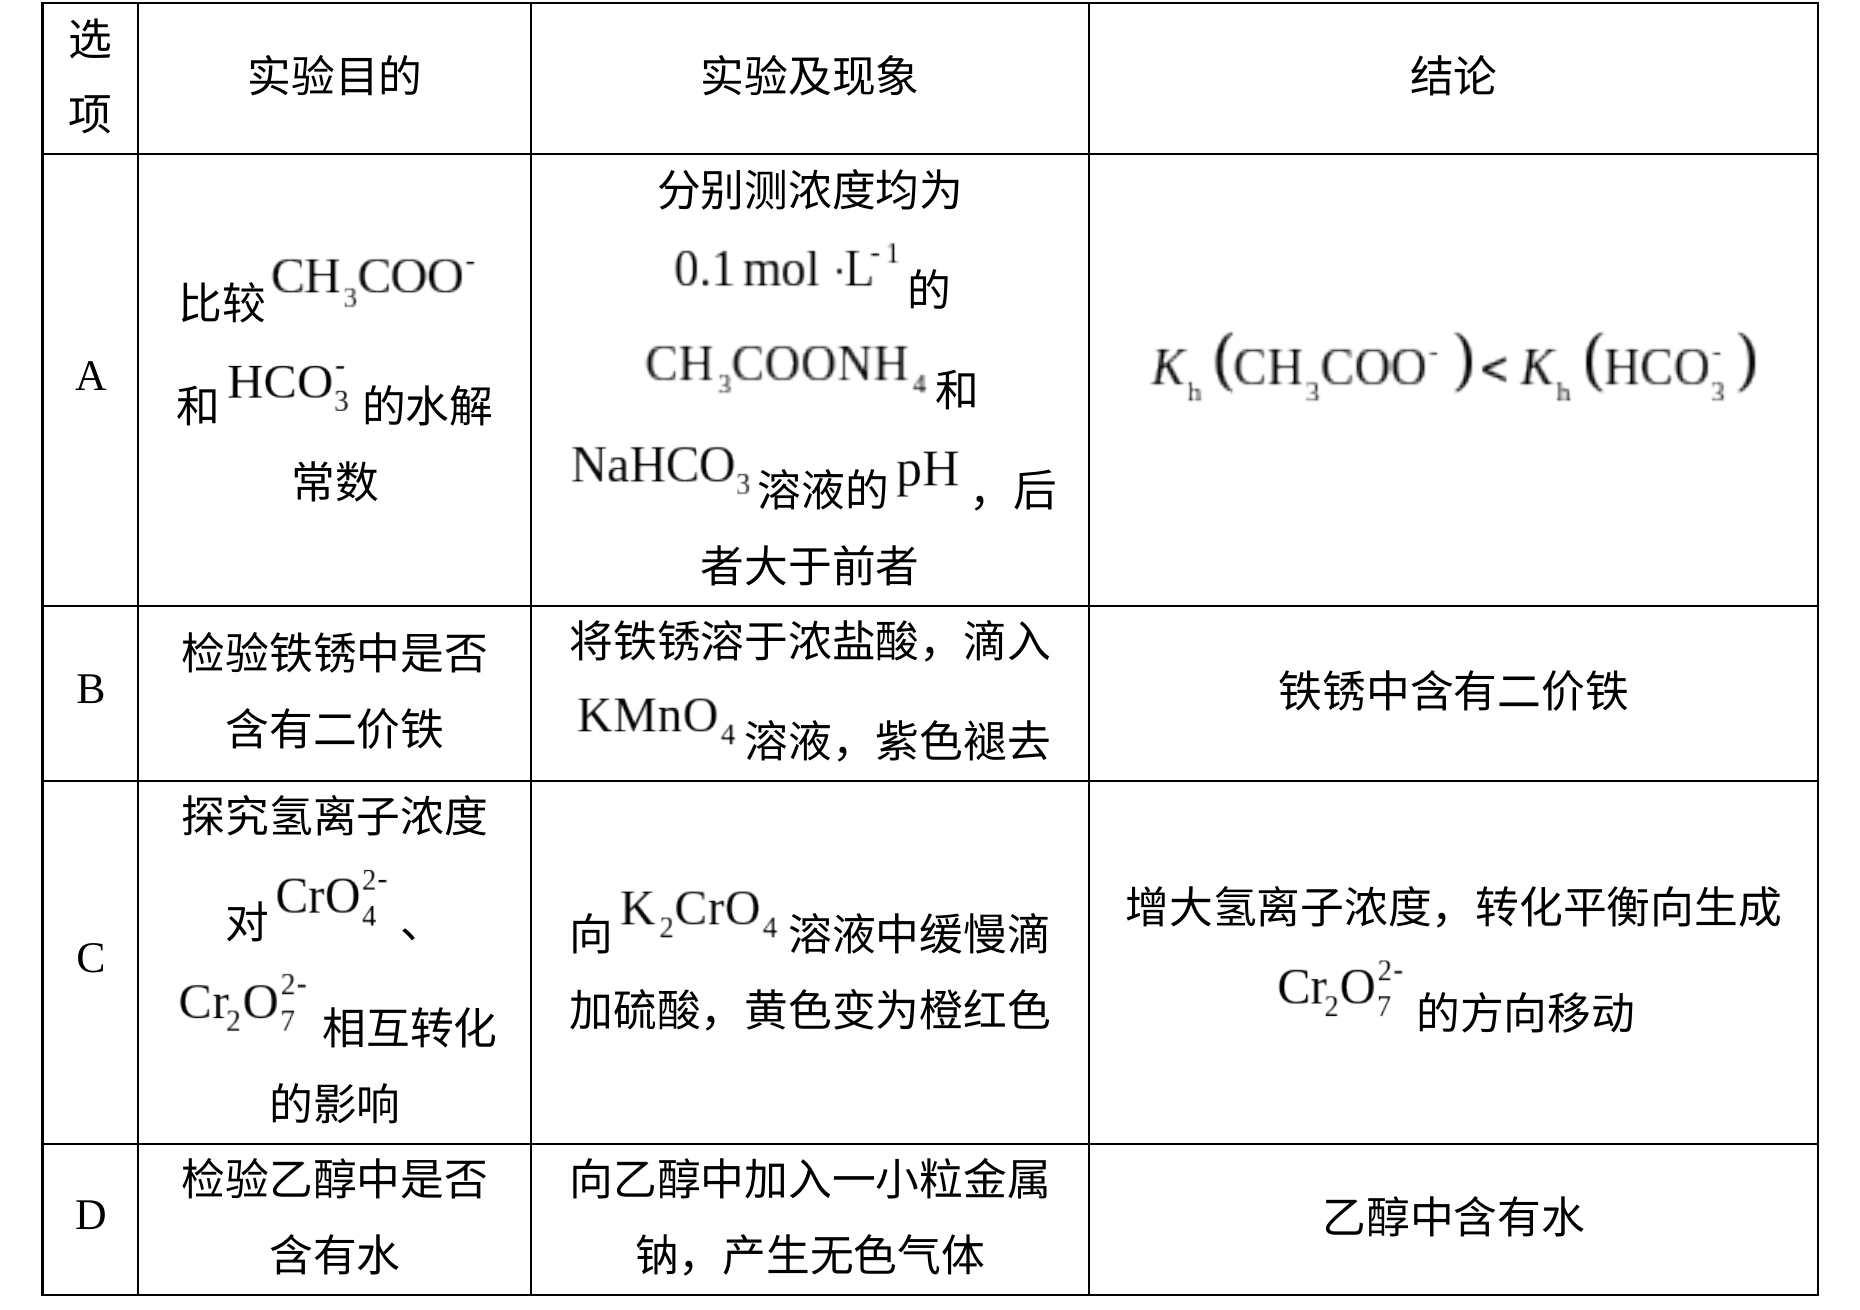 选项 实验目的 实验及现象 结论
A
比较CH₃COO⁻
和HCO₃⁻的水解
常数
分别测浓度均为
0.1 mol·L⁻¹的
CH₃COONH₄和
NaHCO₃溶液的pH，后
者大于前者
Kₕ(CH₃COO⁻)<Kₕ(HCO₃⁻)
B
检验铁锈中是否
含有二价铁
将铁锈溶于浓盐酸，滴入
KMnO₄溶液，紫色褪去
铁锈中含有二价铁
C
探究氢离子浓度
对CrO₄²⁻、
Cr₂O₇²⁻相互转化
的影响
向K₂CrO₄溶液中缓慢滴
加硫酸，黄色变为橙红色
增大氢离子浓度，转化平衡向生成
Cr₂O₇²⁻的方向移动
D
检验乙醇中是否
含有水
向乙醇中加入一小粒金属
钠，产生无色气体
乙醇中含有水